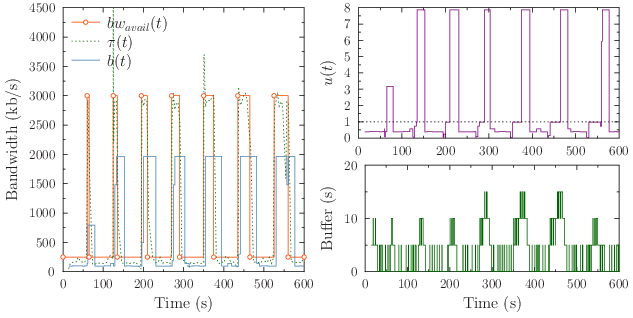 4500
4000
3500
3000
2500
2000
1500
1000
500
0
Bandwidth (kb/s)
bw_avail(t)
τ(t)
b(t)
0 100 200 300 400 500 600
Time (s)
8
7
6
5
4
3
2
1
0
u(t)
0 100 200 300 400 500 600
20
10
0
Buffer (s)
0 100 200 300 400 500 600
Time (s)